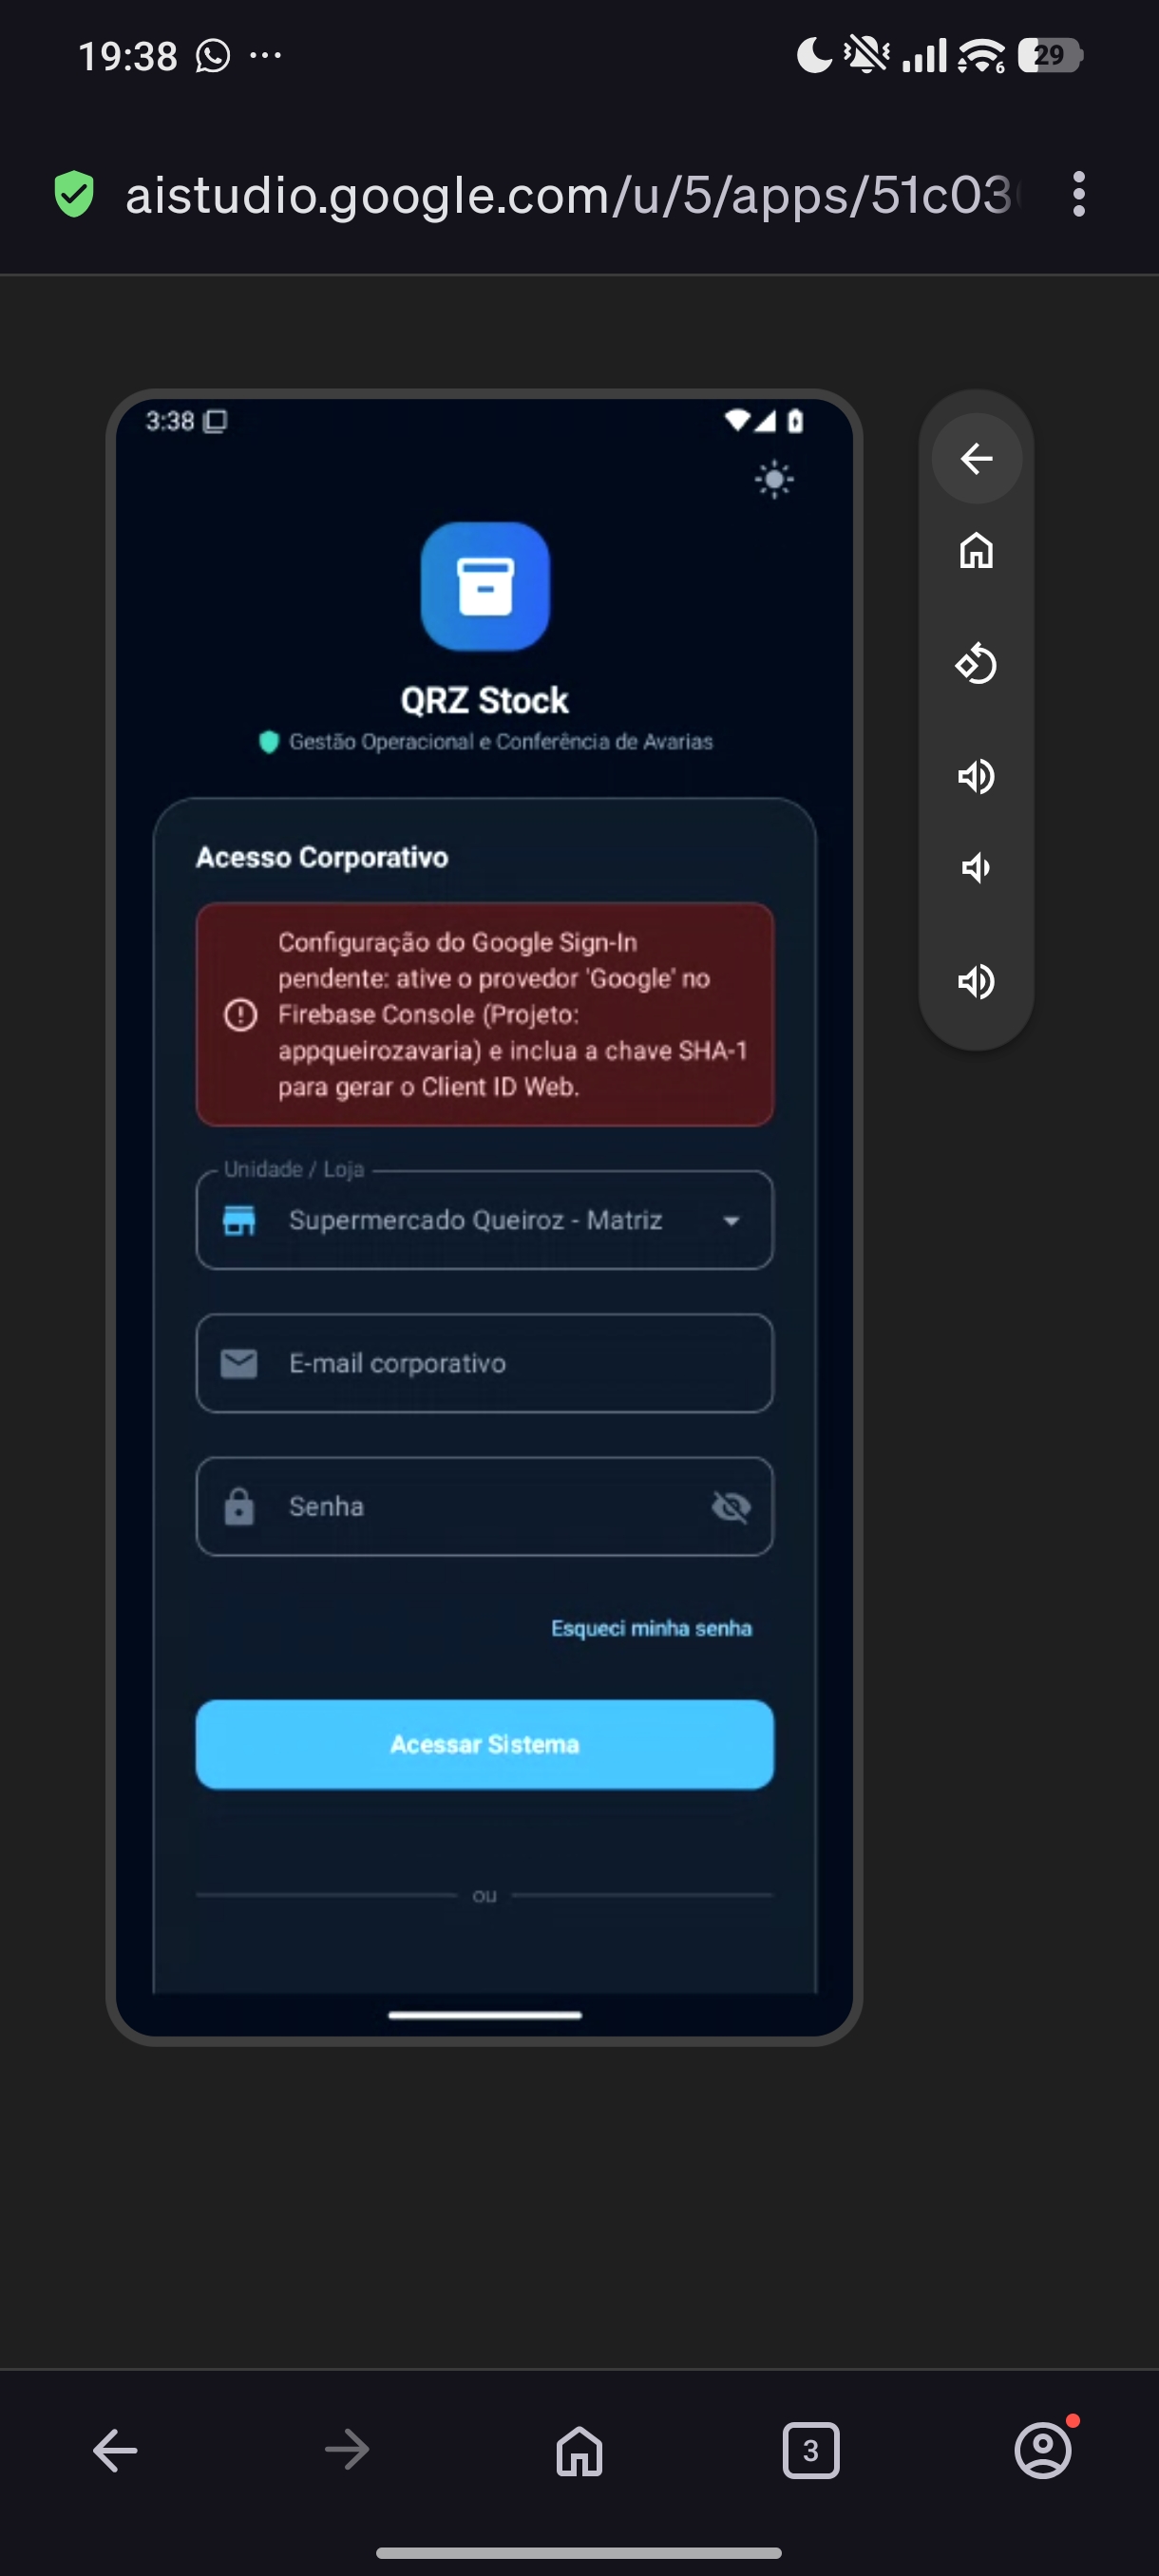 19:38
29
aistudio.google.com/u/5/apps/51c03
3:38
QRZ Stock
Gestão Operacional e Conferência de Avarias
Acesso Corporativo
Configuração do Google Sign-In
pendente: ative o provedor 'Google' no
Firebase Console (Projeto:
appqueirozavaria) e inclua a chave SHA-1
para gerar o Client ID Web.
Unidade / Loja
Supermercado Queiroz - Matriz
E-mail corporativo
Senha
Esqueci minha senha
Acessar Sistema
ou
3